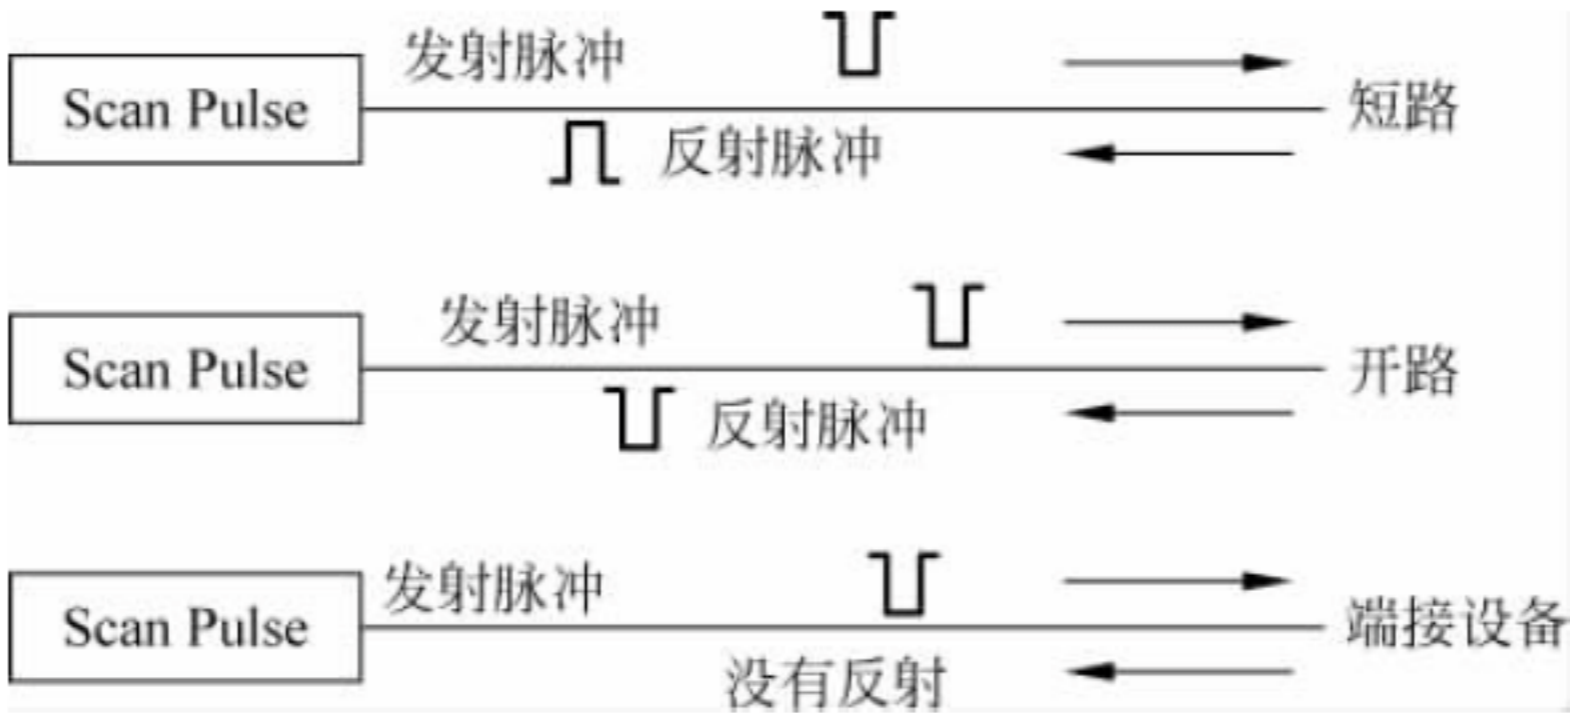 发射脉冲
Scan Pulse
短路
反射脉冲
发射脉冲
Scan Pulse
开路
反射脉冲
发射脉冲
Scan Pulse
端接设备
没有反射